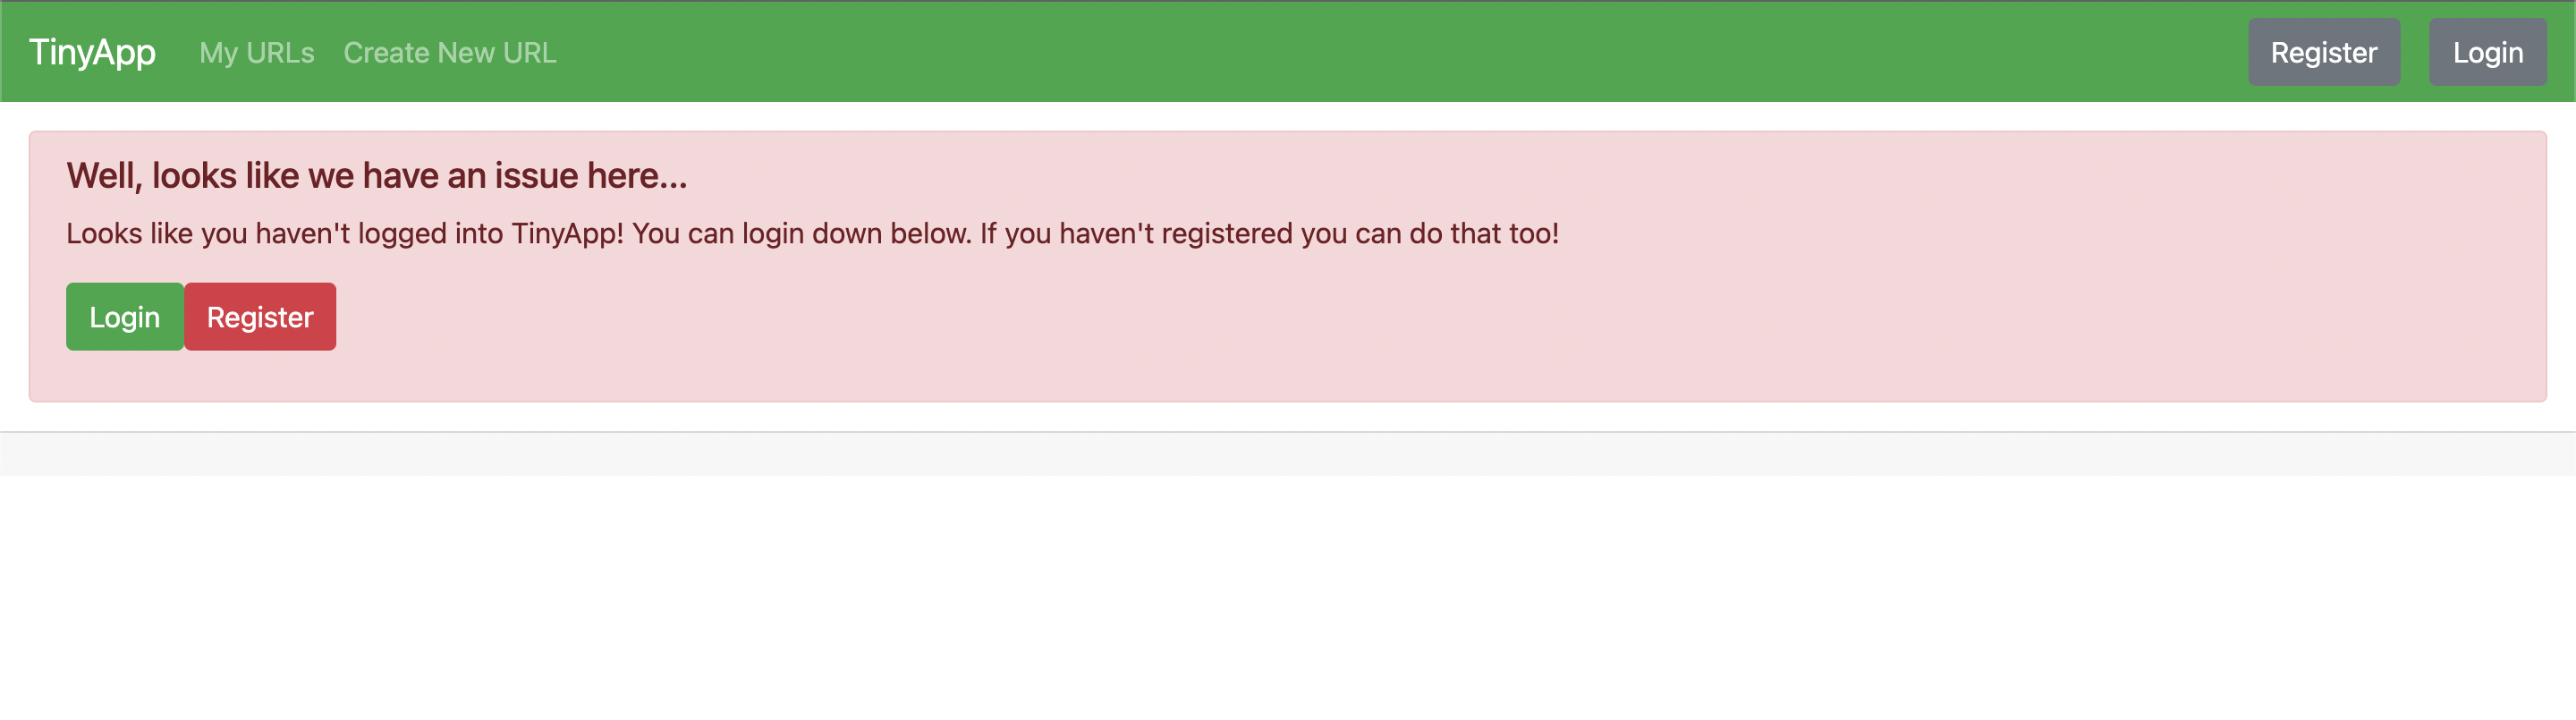 TinyApp My URLs Create New URL Register Login
Well, looks like we have an issue here...
Looks like you haven't logged into TinyApp! You can login down below. If you haven't registered you can do that too!
Login Register